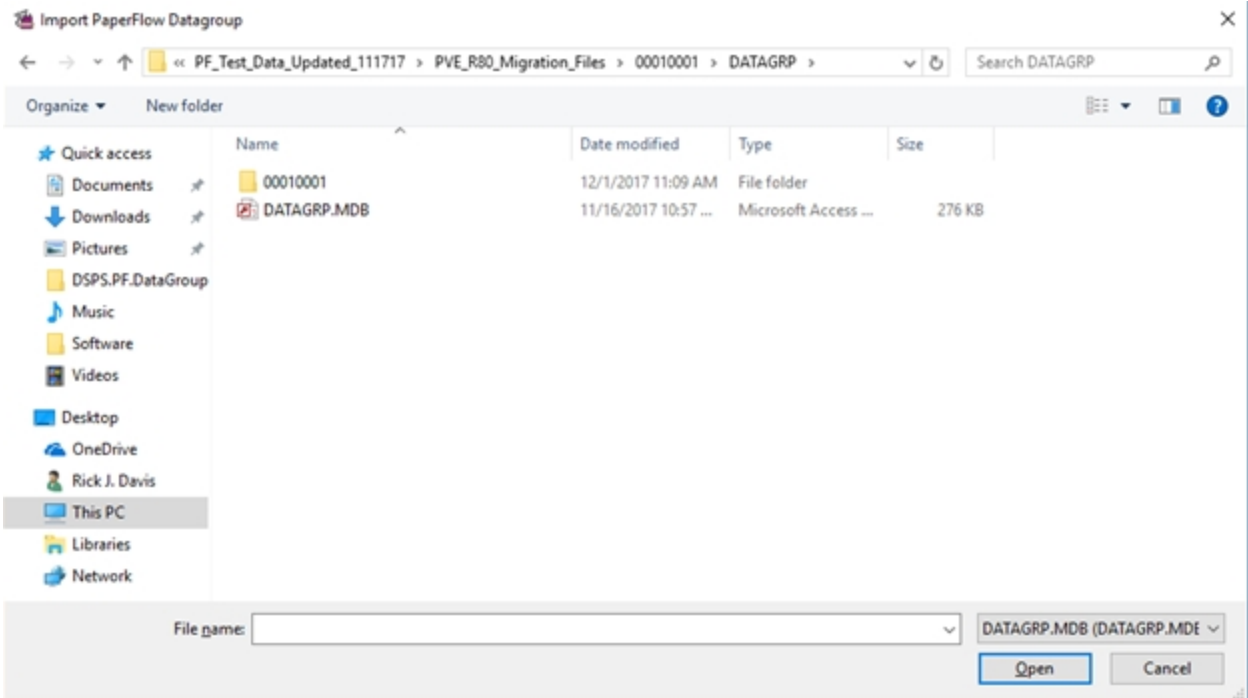 Import PaperFlow Datagroup
« PF_Test_Data_Updated_111717 › PVE_R80_Migration_Files › 00010001 › DATAGRP › Search DATAGRP
Organize New folder
Name Date modified Type Size
Quick access
Documents
Downloads
Pictures
DSPS.PF.DataGroup
Music
Software
Videos
Desktop
OneDrive
Rick J. Davis
This PC
Libraries
Network
00010001 12/1/2017 11:09 AM File folder
DATAGRP.MDB 11/16/2017 10:57 ... Microsoft Access ... 276 KB
File name: DATAGRP.MDB (DATAGRP.MDE
Open Cancel